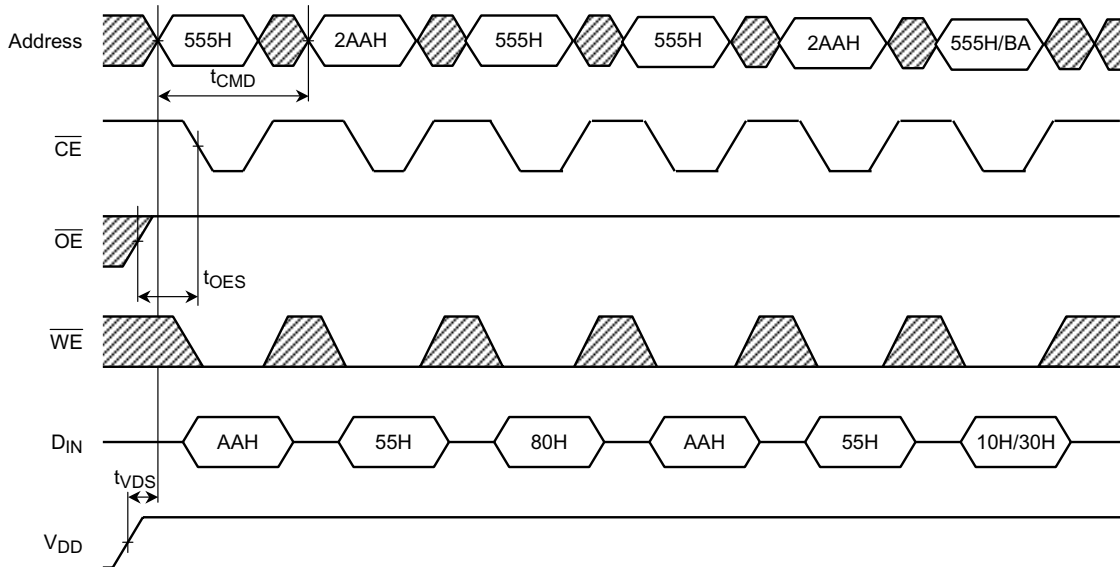 Address 555H 2AAH 555H 555H 2AAH 555H/BA
tCMD
CE
OE
tOES
WE
DIN AAH 55H 80H AAH 55H 10H/30H
tVDS
VDD